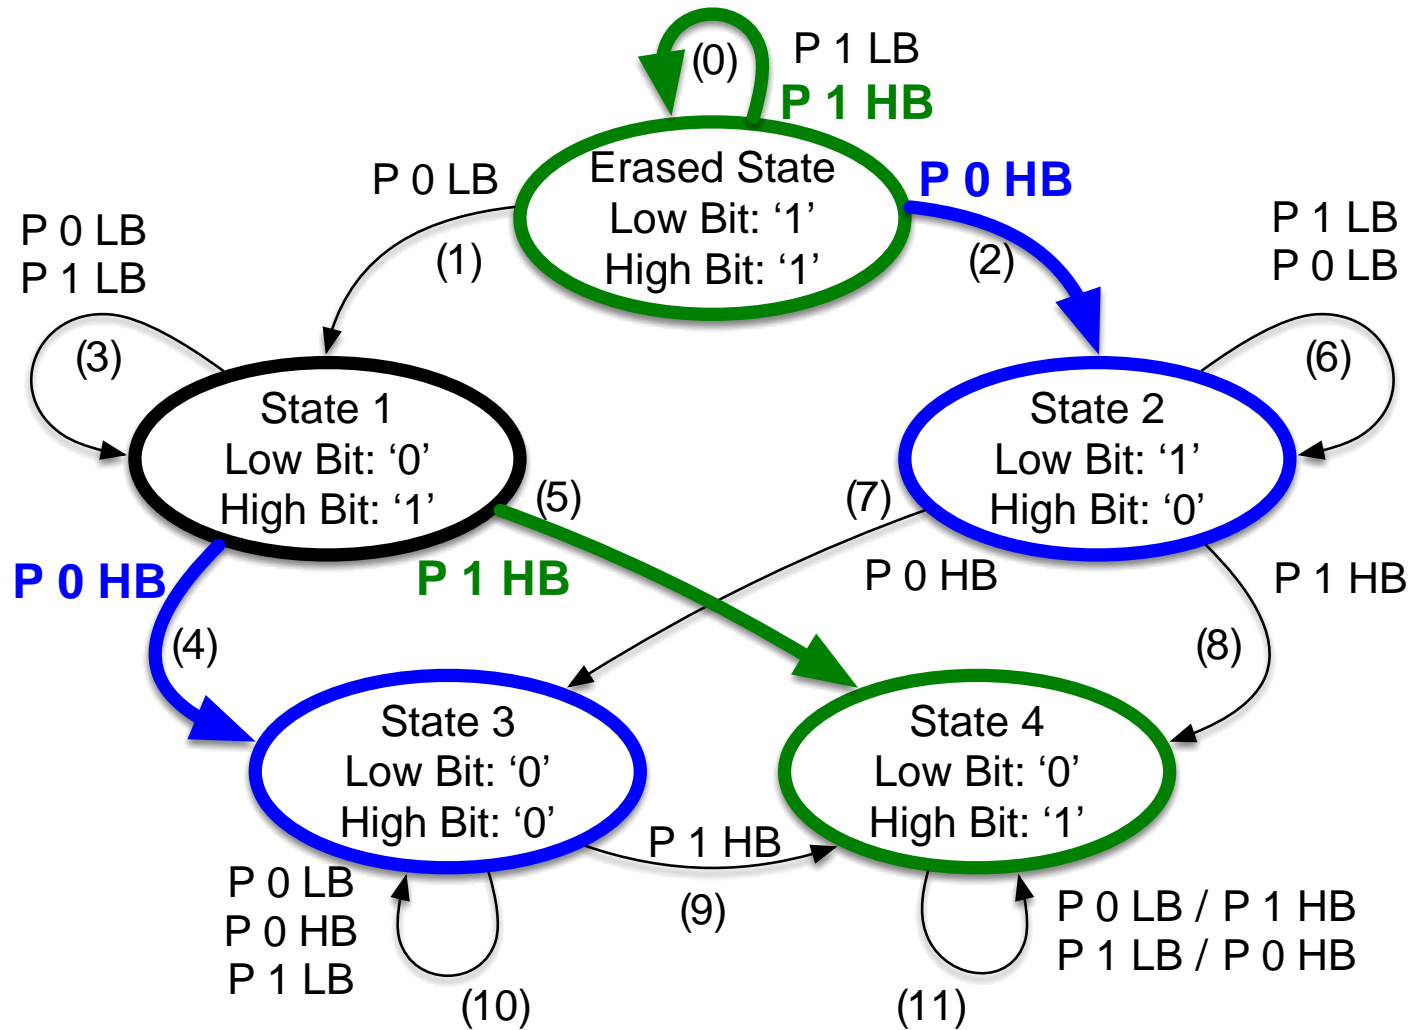 (0)
P 1 LB
P 1 HB
Erased State
Low Bit: ‘1’
High Bit: ‘1’
P 0 LB
(1)
P 0 HB
(2)
P 0 LB
P 1 LB
(3)
P 1 LB
P 0 LB
(6)
State 1
Low Bit: ‘0’
High Bit: ‘1’
State 2
Low Bit: ‘1’
High Bit: ‘0’
(5)
P 1 HB
(7)
P 0 HB
P 0 HB
(4)
P 1 HB
(8)
State 3
Low Bit: ‘0’
High Bit: ‘0’
State 4
Low Bit: ‘0’
High Bit: ‘1’
P 1 HB
(9)
P 0 LB
P 0 HB
P 1 LB
(10)
P 0 LB / P 1 HB
P 1 LB / P 0 HB
(11)